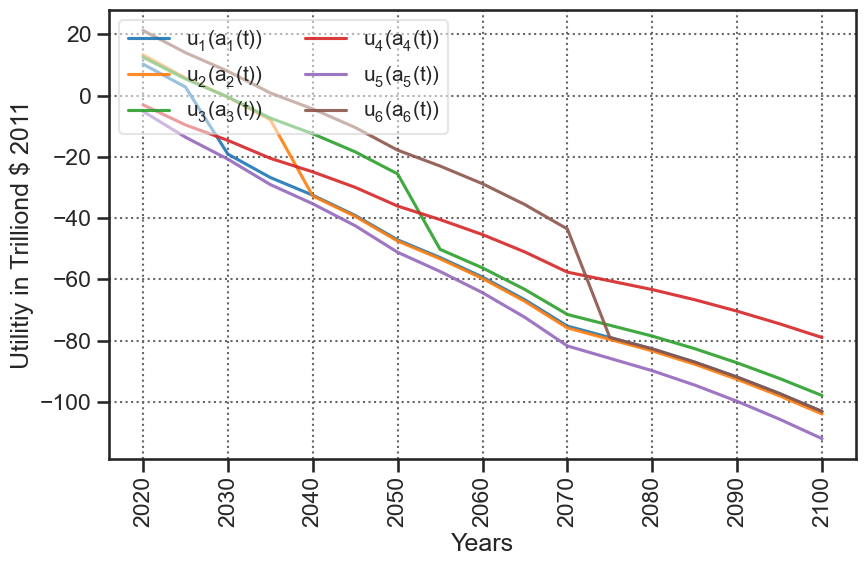 20
0
−20
−40
−60
−80
−100
Utilitiy in Trilliond $ 2011
u₁(a₁(t))
u₂(a₂(t))
u₃(a₃(t))
u₄(a₄(t))
u₅(a₅(t))
u₆(a₆(t))
2020
2030
2040
2050
2060
2070
2080
2090
2100
Years